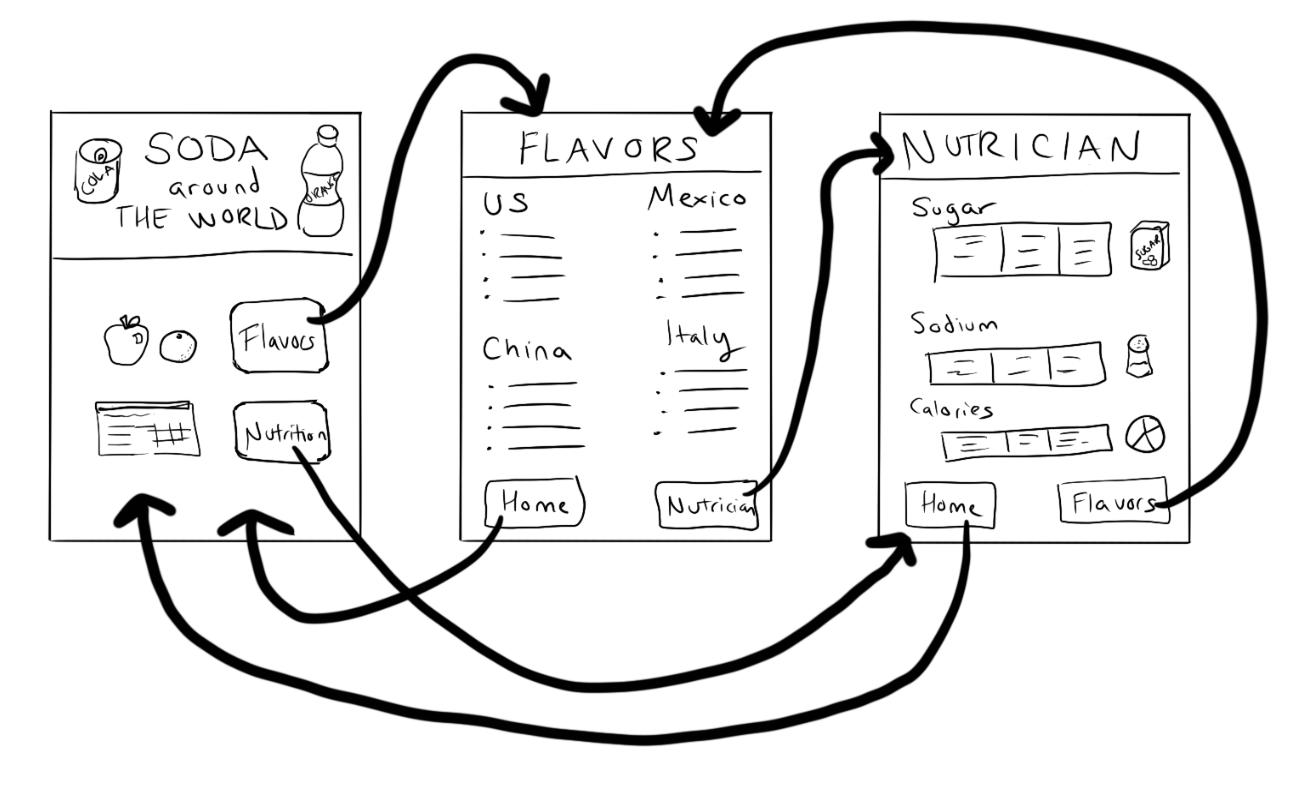 SODA
around
THE WORLD
COLA
ORANGE
Flavors
Nutrition
FLAVORS
US
Mexico
China
Italy
Home
Nutrician
NUTRICIAN
Sugar
SUGAR
Sodium
Calories
Home
Flavors